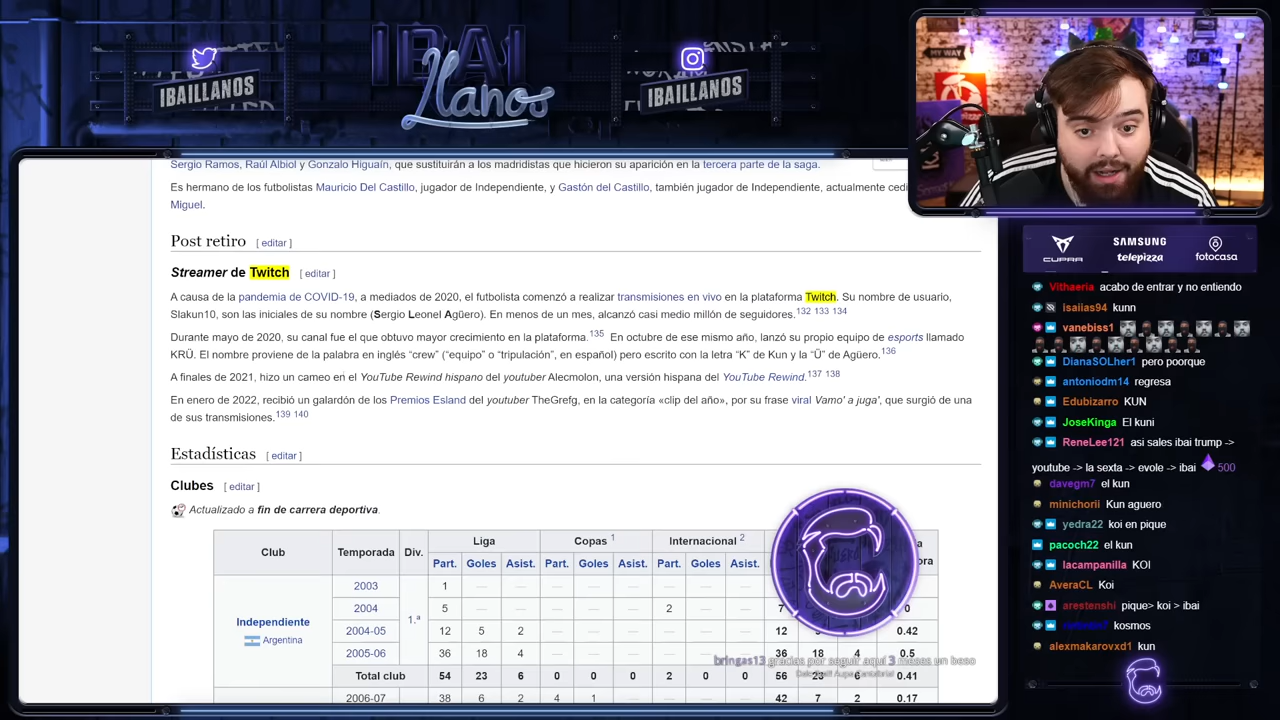 IBAI
Llanos
IBAILLANOS
IBAILLANOS
MY WAY
Sergio Ramos, Raúl Albiol y Gonzalo Higuaín, que sustituirán a los madridistas que hicieron su aparición en la tercera parte de la saga.
Es hermano de los futbolistas Mauricio Del Castillo, jugador de Independiente, y Gastón del Castillo, también jugador de Independiente, actualmente
Miguel.
Post retiro [ editar ]
Streamer de Twitch [ editar ]
A causa de la pandemia de COVID-19, a mediados de 2020, el futbolista comenzó a realizar transmisiones en vivo en la plataforma Twitch. Su nombre de usuario,
Slakun10, son las iniciales de su nombre (Sergio Leonel Agüero). En menos de un mes, alcanzó casi medio millón de seguidores.132 133 134
Durante mayo de 2020, su canal fue el que obtuvo mayor crecimiento en la plataforma.135 En octubre de ese mismo año, lanzó su propio equipo de esports llamado
KRÜ. El nombre proviene de la palabra en inglés “crew” (“equipo” o “tripulación”, en español) pero escrito con la letra “K” de Kun y la “Ü” de Agüero.136
A finales de 2021, hizo un cameo en el YouTube Rewind hispano del youtuber Alecmolon, una versión hispana del YouTube Rewind.137 138
En enero de 2022, recibió un galardón de los Premios Esland del youtuber TheGrefg, en la categoría «clip del año», por su frase viral Vamo' a juga', que surgió de una
de sus transmisiones.139 140
Estadísticas [ editar ]
Clubes [ editar ]
Actualizado a fin de carrera deportiva.
Club Temporada Div. Liga Copas 1 Internacional 2
Part. Goles Asist. Part. Goles Asist. Part. Goles Asist.
Independiente
Argentina
1.ª
2003 1 — — — — — — — —
2004 5 — — — — — 2 — — 7 0
2004-05 12 5 2 — — — — — — 12 0.42
2005-06 36 18 4 — — — — — — 36 18 4 0.5
Total club 54 23 6 0 0 0 2 0 0 56 23 6 0.41
2006-07 38 6 2 4 1 — — — — 42 7 2 0.17
bringas13 gracias por seguir aquí 3 meses un beso
CUPRA
SAMSUNG
telepizza
fotocasa
Vithaeria acabo de entrar y no entiendo
isaiias94 kunn
vanebiss1
DianaSOLher1 pero poorque
antoniodm14 regresa
Edubizarro KUN
JoseKinga El kuni
ReneLee121 asi sales ibai trump ->
youtube -> la sexta -> evole -> ibai 500
davegm7 el kun
minichorii Kun aguero
yedra22 koi en pique
pacoch22 el kun
lacampanilla KOI
AveraCL Koi
arestenshi pique> koi > ibai
kosmos
alexmakarovxd1 kun